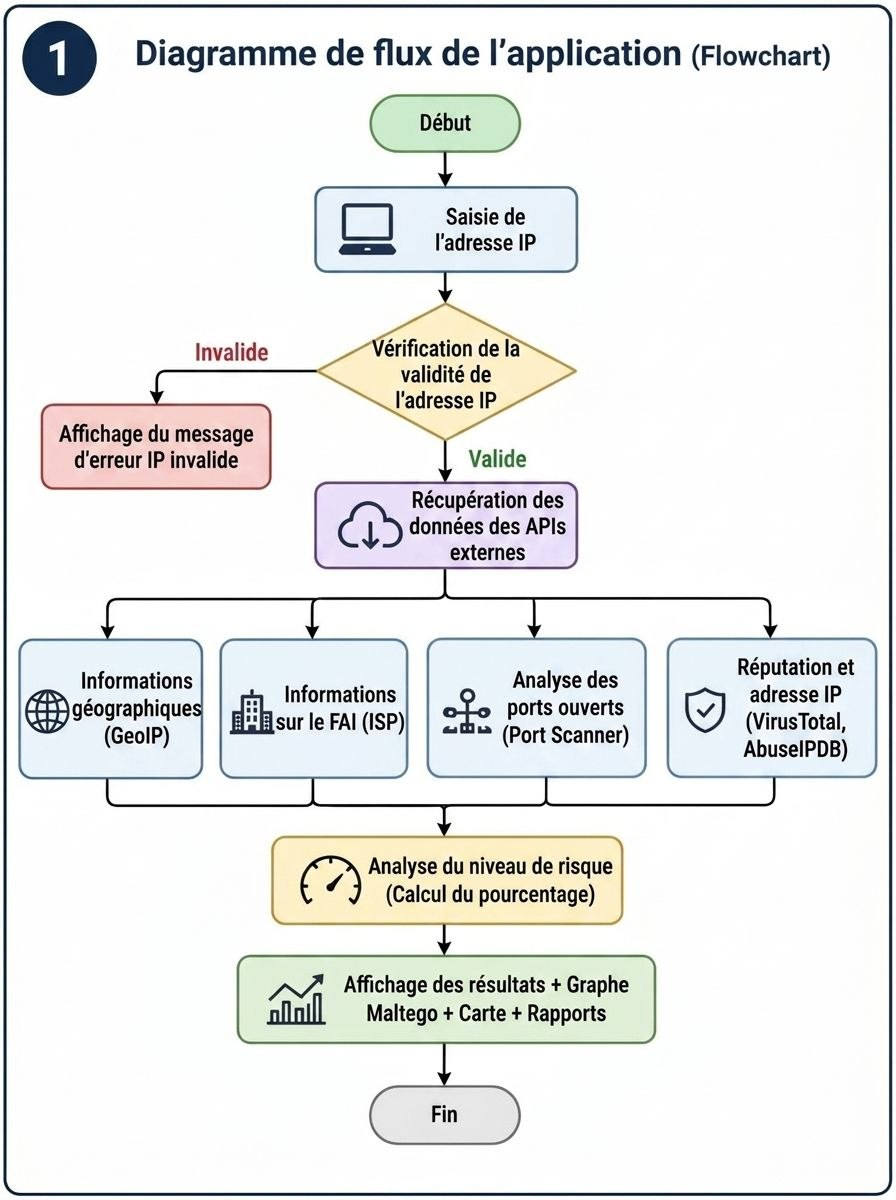 1
Diagramme de flux de l’application (Flowchart)
Début
Saisie de
l’adresse IP
Vérification de la
validité de
l’adresse IP
Invalide
Affichage du message
d’erreur IP invalide
Valide
Récupération des
données des APIs
externes
Informations
géographiques
(GeoIP)
Informations
sur le FAI (ISP)
Analyse des
ports ouverts
(Port Scanner)
Réputation et
adresse IP
(VirusTotal,
AbuseIPDB)
Analyse du niveau de risque
(Calcul du pourcentage)
Affichage des résultats + Graphe
Maltego + Carte + Rapports
Fin